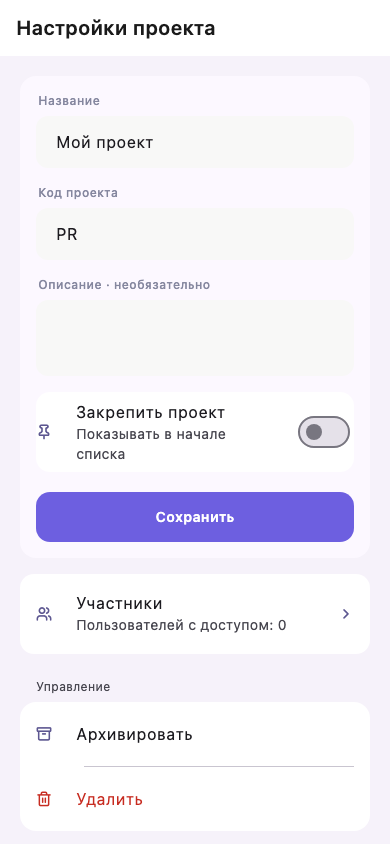 Настройки проекта
Название
Мой проект
Код проекта
PR
Описание · необязательно
Закрепить проект
Показывать в начале
списка
Сохранить
Участники
Пользователей с доступом: 0
Управление
Архивировать
Удалить